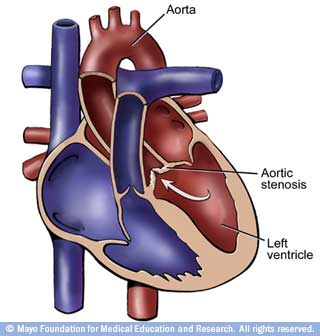 Aorta
Aortic
stenosis
Left
ventricle
© Mayo Foundation for Medical Education and Research. All rights reserved.